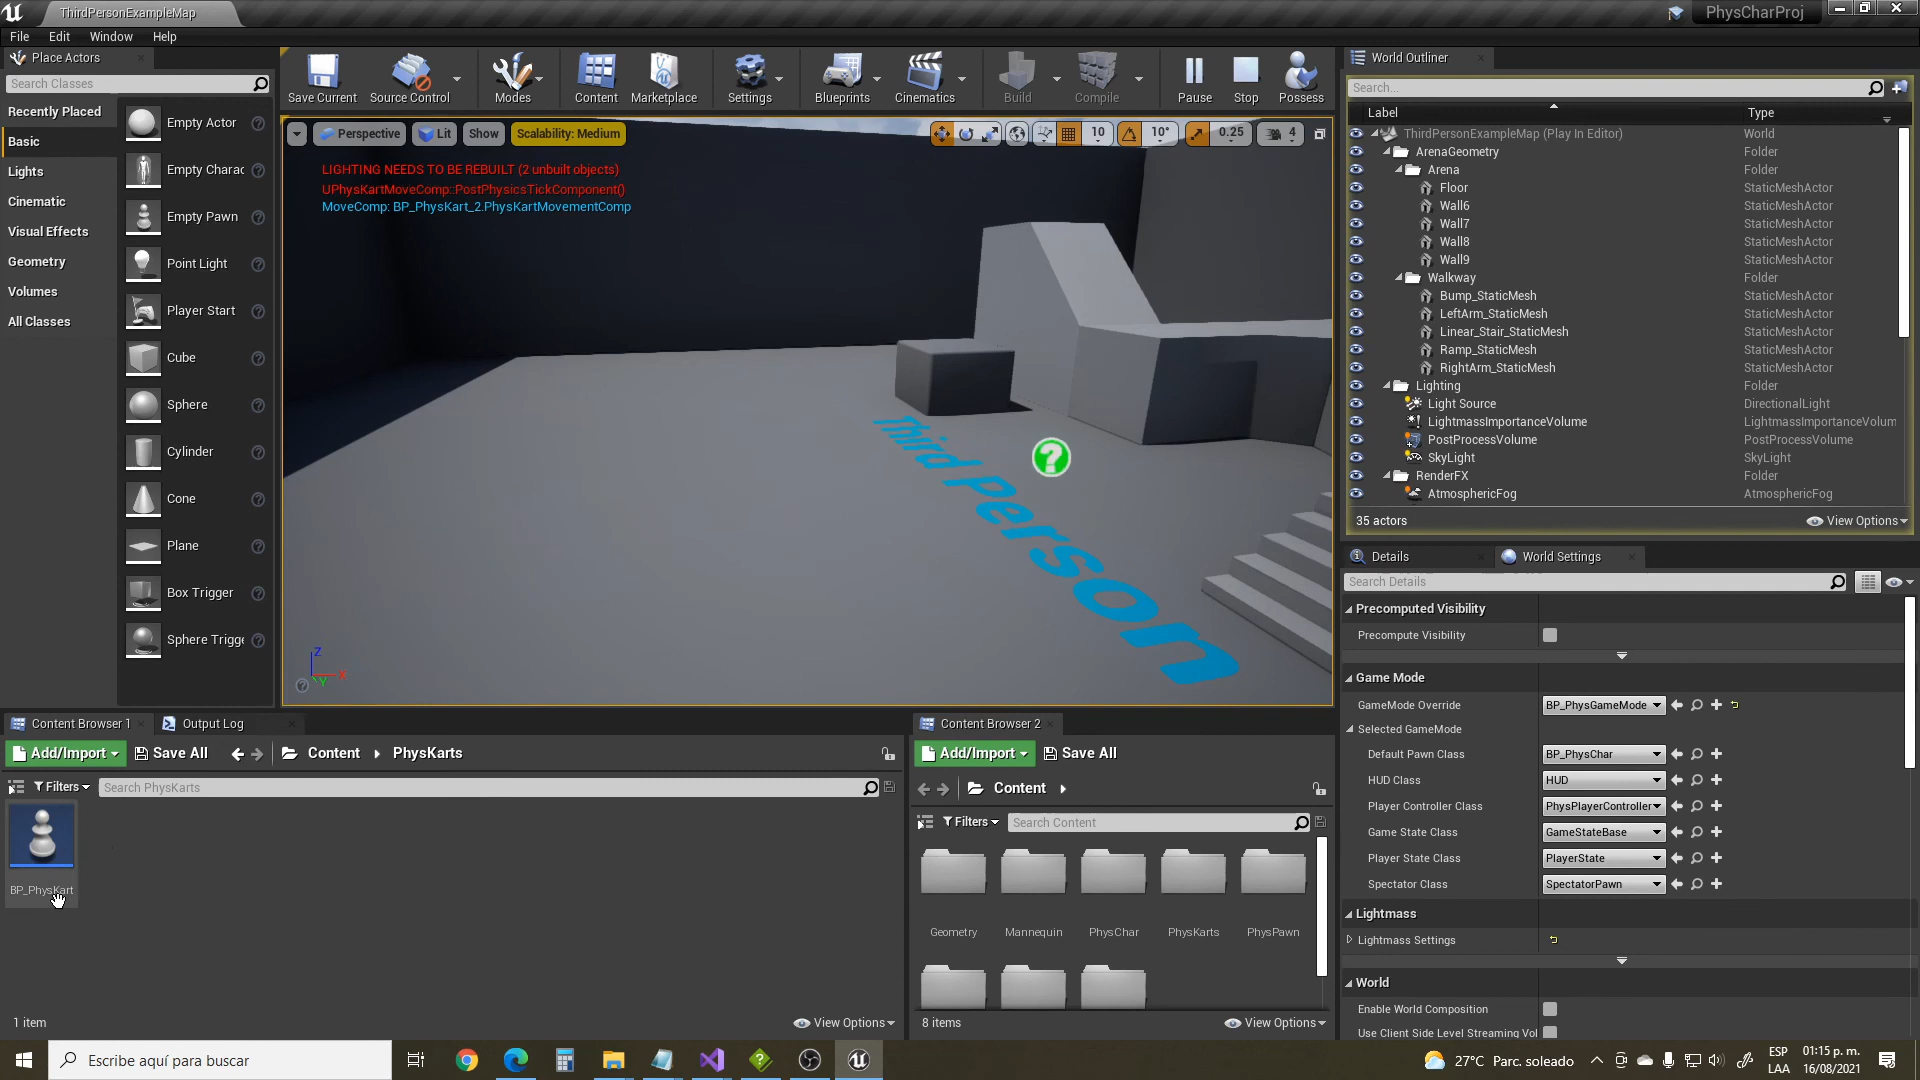 ThirdPersonExampleMap
PhysCharProj
File Edit Window Help
Place Actors
Search Classes
Recently Placed
Basic
Lights
Cinematic
Visual Effects
Geometry
Volumes
All Classes
Empty Actor
Empty Charac
Empty Pawn
Point Light
Player Start
Cube
Sphere
Cylinder
Cone
Plane
Box Trigger
Sphere Trigge
Save Current
Source Control
Modes
Content
Marketplace
Settings
Blueprints
Cinematics
Build
Compile
Pause
Stop
Possess
Perspective
Lit
Show
Scalability: Medium
10
10°
0.25
4
LIGHTING NEEDS TO BE REBUILT (2 unbuilt objects)
UPhysKartMoveComp::PostPhysicsTickComponent()
MoveComp: BP_PhysKart_2.PhysKartMovementComp
Third Person
Z
X
Y
World Outliner
Search...
Label Type
ThirdPersonExampleMap (Play In Editor) World
ArenaGeometry Folder
Arena Folder
Floor StaticMeshActor
Wall6 StaticMeshActor
Wall7 StaticMeshActor
Wall8 StaticMeshActor
Wall9 StaticMeshActor
Walkway Folder
Bump_StaticMesh StaticMeshActor
LeftArm_StaticMesh StaticMeshActor
Linear_Stair_StaticMesh StaticMeshActor
Ramp_StaticMesh StaticMeshActor
RightArm_StaticMesh StaticMeshActor
Lighting Folder
Light Source DirectionalLight
LightmassImportanceVolume LightmassImportanceVolum
PostProcessVolume PostProcessVolume
SkyLight SkyLight
RenderFX Folder
AtmosphericFog AtmosphericFog
35 actors
View Options
Details
World Settings
Search Details
Precomputed Visibility
Precompute Visibility
Game Mode
GameMode Override BP_PhysGameMode
Selected GameMode
Default Pawn Class BP_PhysChar
HUD Class HUD
Player Controller Class PhysPlayerController
Game State Class GameStateBase
Player State Class PlayerState
Spectator Class SpectatorPawn
Lightmass
Lightmass Settings
World
Enable World Composition
Use Client Side Level Streaming Vol
Content Browser 1
Output Log
Add/Import
Save All
Content
PhysKarts
Filters
Search PhysKarts
BP_PhysKart
1 item
View Options
Content Browser 2
Add/Import
Save All
Content
Filters
Search Content
Geometry
Mannequin
PhysChar
PhysKarts
PhysPawn
8 items
View Options
Escribe aquí para buscar
27°C Parc. soleado
ESP
LAA
01:15 p. m.
16/08/2021